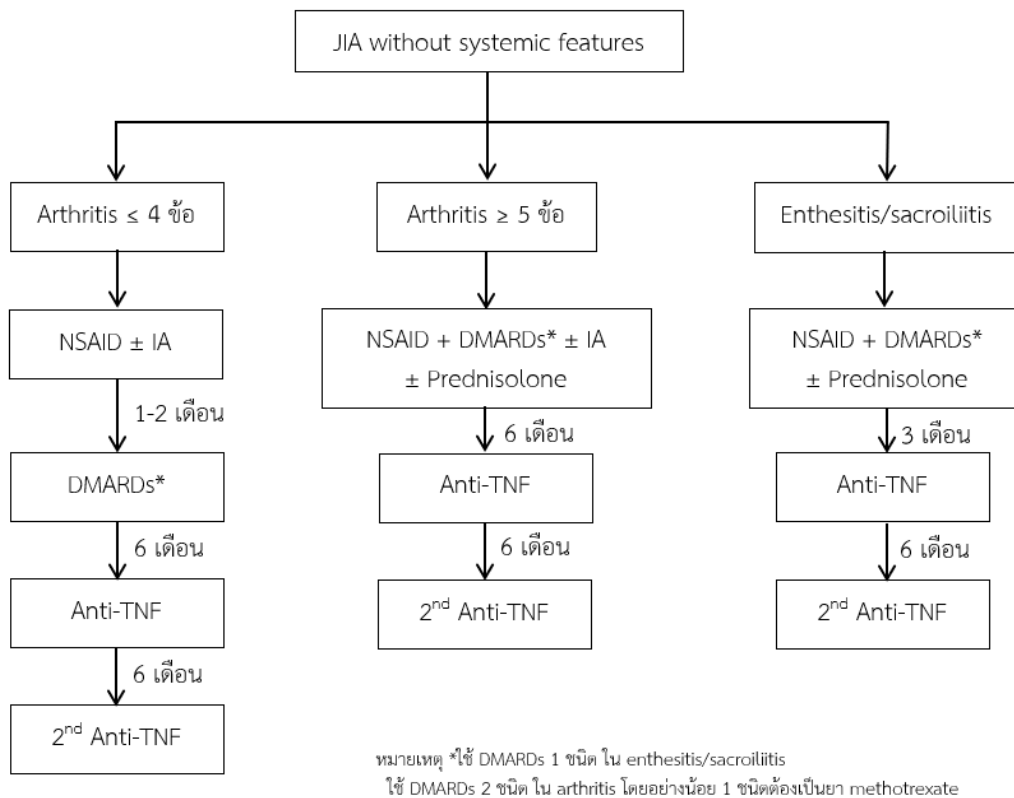 JIA without systemic features
Arthritis ≤ 4 ข้อ
Arthritis ≥ 5 ข้อ
Enthesitis/sacroiliitis
NSAID ± IA
NSAID + DMARDs* ± IA
± Prednisolone
NSAID + DMARDs*
± Prednisolone
1-2 เดือน
6 เดือน
3 เดือน
DMARDs*
Anti-TNF
Anti-TNF
6 เดือน
6 เดือน
6 เดือน
Anti-TNF
2nd Anti-TNF
2nd Anti-TNF
6 เดือน
2nd Anti-TNF
หมายเหตุ *ใช้ DMARDs 1 ชนิด ใน enthesitis/sacroiliitis
ใช้ DMARDs 2 ชนิด ใน arthritis โดยอย่างน้อย 1 ชนิดต้องเป็นยา methotrexate